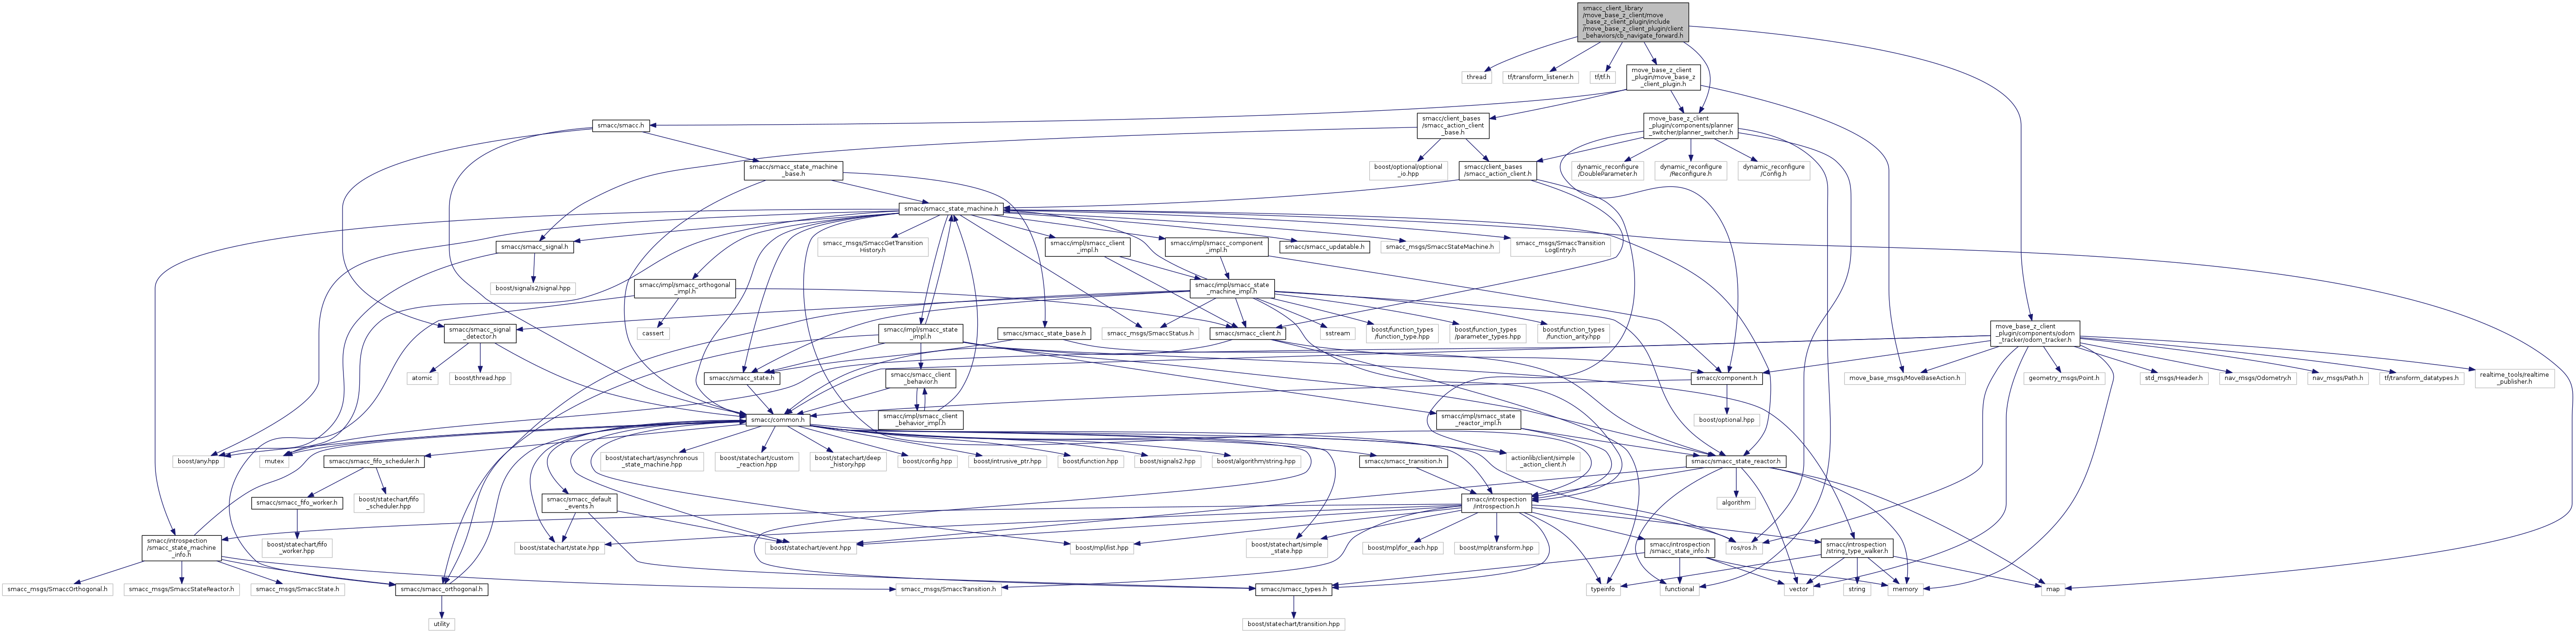 smacc_client_library
/move_base_z_client/move
_base_z_client_plugin/include
/move_base_z_client_plugin/client
_behaviors/cb_navigate_forward.h
thread
tf/transform_listener.h
tf/tf.h
move_base_z_client
_plugin/move_base_z
_client_plugin.h
smacc/smacc.h
smacc/client_bases
/smacc_action_client
_base.h
move_base_z_client
_plugin/components/planner
_switcher/planner_switcher.h
smacc/smacc_state_machine
_base.h
boost/optional/optional
_io.hpp
smacc/client_bases
/smacc_action_client.h
dynamic_reconfigure
/DoubleParameter.h
dynamic_reconfigure
/Reconfigure.h
dynamic_reconfigure
/Config.h
smacc/smacc_state_machine.h
smacc/smacc_signal.h
smacc_msgs/SmaccGetTransition
History.h
smacc/impl/smacc_client
_impl.h
smacc/impl/smacc_component
_impl.h
smacc/smacc_updatable.h
smacc_msgs/SmaccStateMachine.h
smacc_msgs/SmaccTransition
LogEntry.h
boost/signals2/signal.hpp
smacc/impl/smacc_orthogonal
_impl.h
smacc/impl/smacc_state
_machine_impl.h
smacc/smacc_signal
_detector.h
cassert
smacc/impl/smacc_state
_impl.h
smacc/smacc_state_base.h
smacc_msgs/SmaccStatus.h
smacc/smacc_client.h
sstream
boost/function_types
/function_type.hpp
boost/function_types
/parameter_types.hpp
boost/function_types
/function_arity.hpp
move_base_z_client
_plugin/components/odom
_tracker/odom_tracker.h
atomic
boost/thread.hpp
smacc/smacc_state.h
smacc/smacc_client
_behavior.h
smacc/component.h
move_base_msgs/MoveBaseAction.h
geometry_msgs/Point.h
std_msgs/Header.h
nav_msgs/Odometry.h
nav_msgs/Path.h
tf/transform_datatypes.h
realtime_tools/realtime
_publisher.h
smacc/common.h
smacc/impl/smacc_client
_behavior_impl.h
smacc/impl/smacc_state
_reactor_impl.h
boost/optional.hpp
boost/any.hpp
mutex
smacc/smacc_fifo_scheduler.h
boost/statechart/asynchronous
_state_machine.hpp
boost/statechart/custom
_reaction.hpp
boost/statechart/deep
_history.hpp
boost/config.hpp
boost/intrusive_ptr.hpp
boost/function.hpp
boost/signals2.hpp
boost/algorithm/string.hpp
smacc/smacc_transition.h
actionlib/client/simple
_action_client.h
smacc/smacc_state_reactor.h
smacc/smacc_fifo_worker.h
boost/statechart/fifo
_scheduler.hpp
smacc/smacc_default
_events.h
smacc/introspection
/introspection.h
algorithm
smacc/introspection
/smacc_state_machine
_info.h
boost/statechart/fifo
_worker.hpp
boost/statechart/state.hpp
boost/statechart/event.hpp
boost/mpl/list.hpp
boost/statechart/simple
_state.hpp
boost/mpl/for_each.hpp
boost/mpl/transform.hpp
smacc/introspection
/smacc_state_info.h
ros/ros.h
smacc/introspection
/string_type_walker.h
smacc_msgs/SmaccOrthogonal.h
smacc_msgs/SmaccStateReactor.h
smacc_msgs/SmaccState.h
smacc/smacc_orthogonal.h
smacc_msgs/SmaccTransition.h
smacc/smacc_types.h
typeinfo
functional
vector
string
memory
map
utility
boost/statechart/transition.hpp